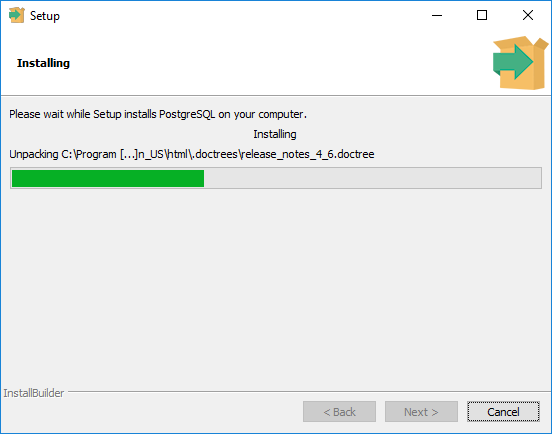 Setup
Installing
Please wait while Setup installs PostgreSQL on your computer.
Installing
Unpacking C:\Program [...]n_US\html\.doctrees\release_notes_4_6.doctree
InstallBuilder
< Back
Next >
Cancel